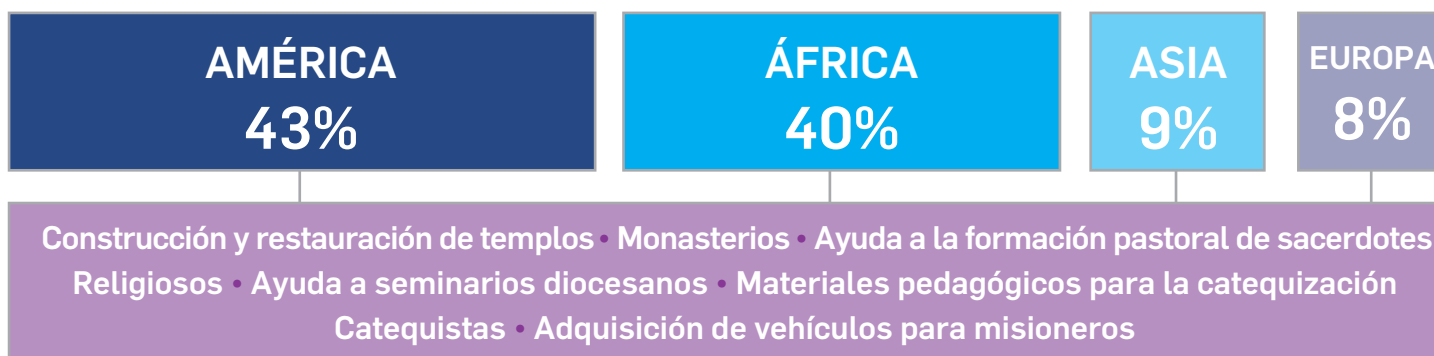 AMÉRICA
43%
ÁFRICA
40%
ASIA
9%
EUROPA
8%
Construcción y restauración de templos • Monasterios • Ayuda a la formación pastoral de sacerdotes
Religiosos • Ayuda a seminarios diocesanos • Materiales pedagógicos para la catequización
Catequistas • Adquisición de vehículos para misioneros